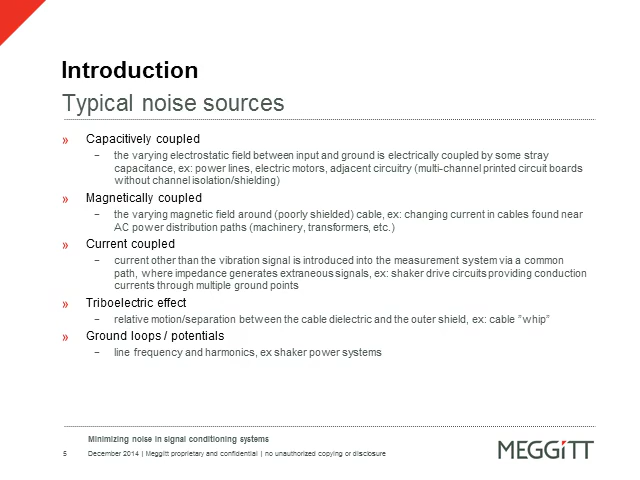 Introduction
Typical noise sources
» Capacitively coupled
– the varying electrostatic field between input and ground is electrically coupled by some stray
capacitance, ex: power lines, electric motors, adjacent circuitry (multi-channel printed circuit boards
without channel isolation/shielding)
» Magnetically coupled
– the varying magnetic field around (poorly shielded) cable, ex: changing current in cables found near
AC power distribution paths (machinery, transformers, etc.)
» Current coupled
– current other than the vibration signal is introduced into the measurement system via a common
path, where impedance generates extraneous signals, ex: shaker drive circuits providing conduction
currents through multiple ground points
» Triboelectric effect
– relative motion/separation between the cable dielectric and the outer shield, ex: cable "whip"
» Ground loops / potentials
– line frequency and harmonics, ex shaker power systems
Minimizing noise in signal conditioning systems
5 December 2014 | Meggitt proprietary and confidential | no unauthorized copying or disclosure
MEGGiTT